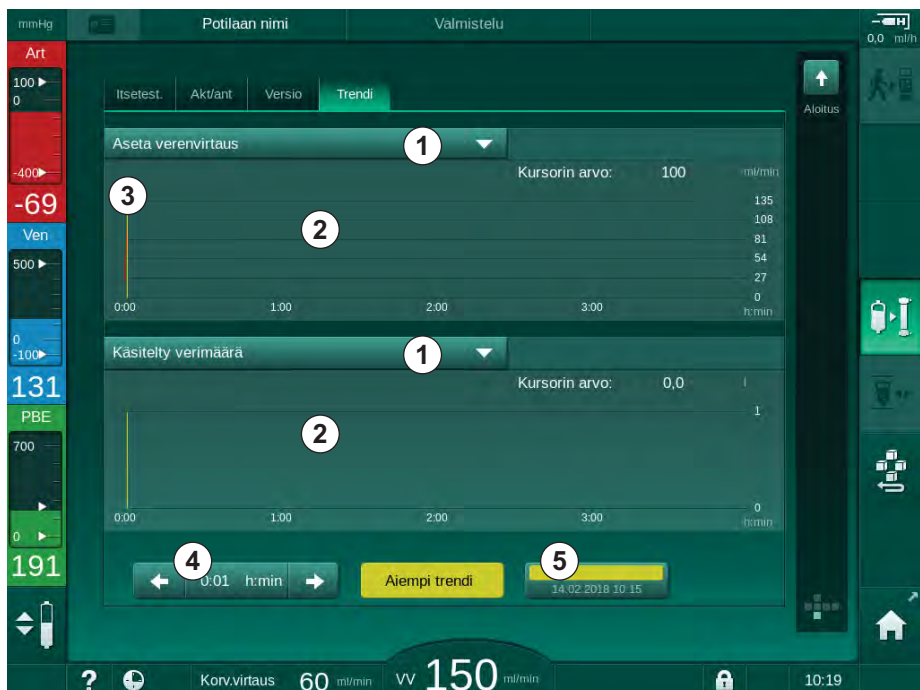 mmHg
Potilaan nimi
Valmistelu
0,0 ml/h
Art
100
0
-400
-69
Ven
500
0
-100
131
PBE
700
0
191
Itsetest.
Akt/ant
Versio
Trendi
Aloitus
Aseta verenvirtaus
1
Kursorin arvo: 100 ml/min
3
2
135
108
81
54
27
0
0:00 1:00 2:00 3:00 h:min
Käsitelty verimäärä
1
Kursorin arvo: 0,0 l
2
1
0
0:00 1:00 2:00 3:00 h:min
4
0:01 h:min
Aiempi trendi
5
14.02.2018 10:15
?
Korv.virtaus 60 ml/min
VV 150 ml/min
10:19